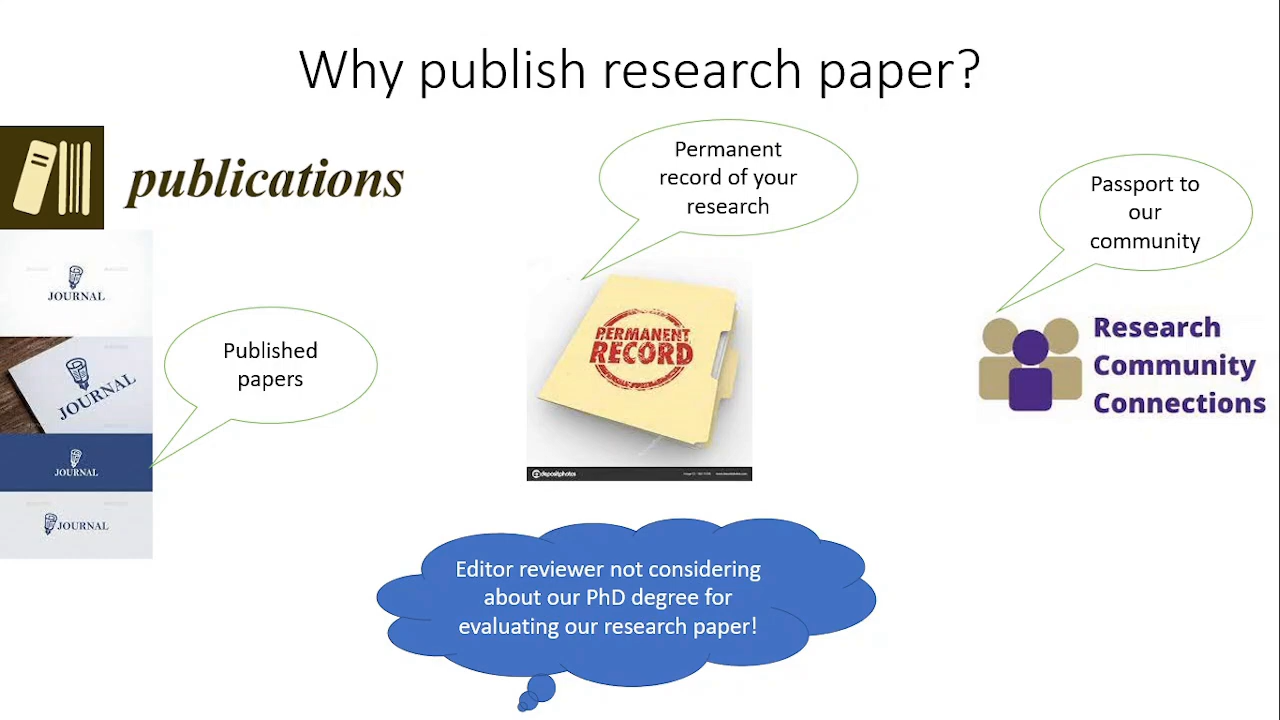 Why publish research paper?
publications
Permanent
record of your
research
Passport to
our
community
JOURNAL
JOURNAL
JOURNAL
JOURNAL
Published
papers
PERMANENT
RECORD
depositphotos
Research
Community
Connections
Editor reviewer not considering
about our PhD degree for
evaluating our research paper!